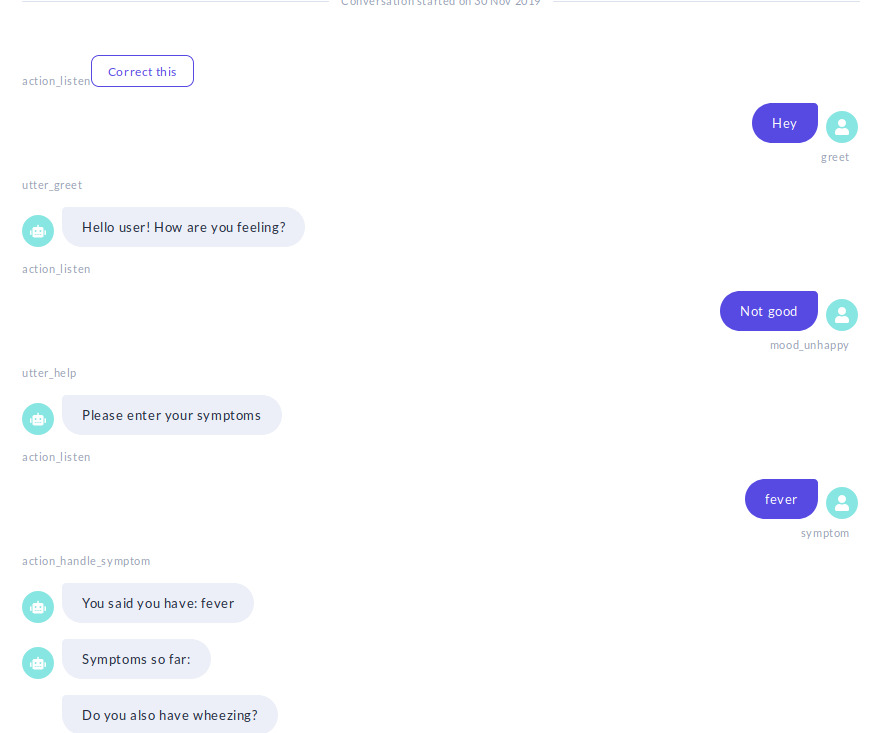 Conversation started on 30 Nov 2019
action_listen Correct this
Hey
greet
utter_greet
Hello user! How are you feeling?
action_listen
Not good
mood_unhappy
utter_help
Please enter your symptoms
action_listen
fever
symptom
action_handle_symptom
You said you have: fever
Symptoms so far:
Do you also have wheezing?